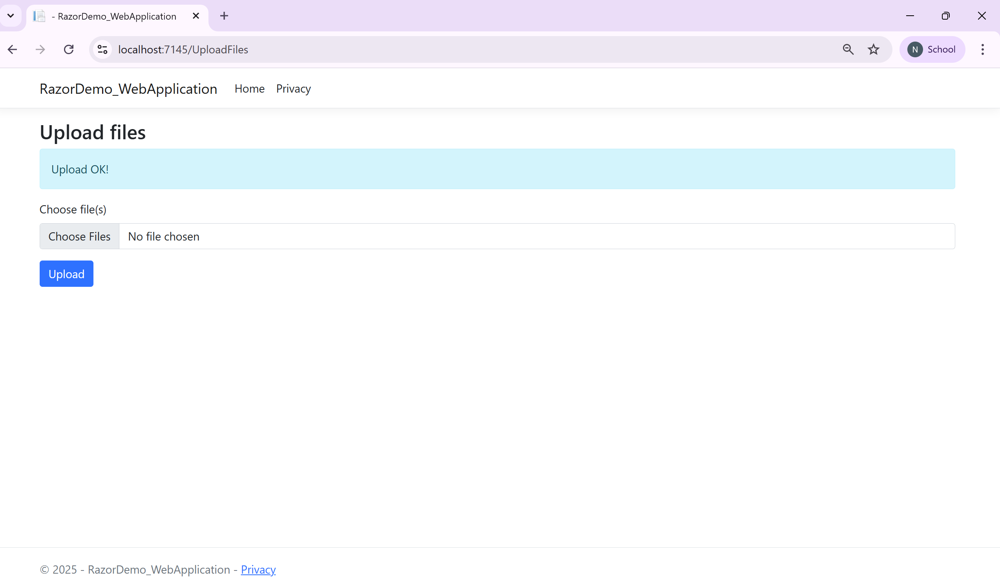 - RazorDemo_WebApplication
localhost:7145/UploadFiles
N School
RazorDemo_WebApplication Home Privacy
Upload files
Upload OK!
Choose file(s)
Choose Files No file chosen
Upload
© 2025 - RazorDemo_WebApplication - Privacy